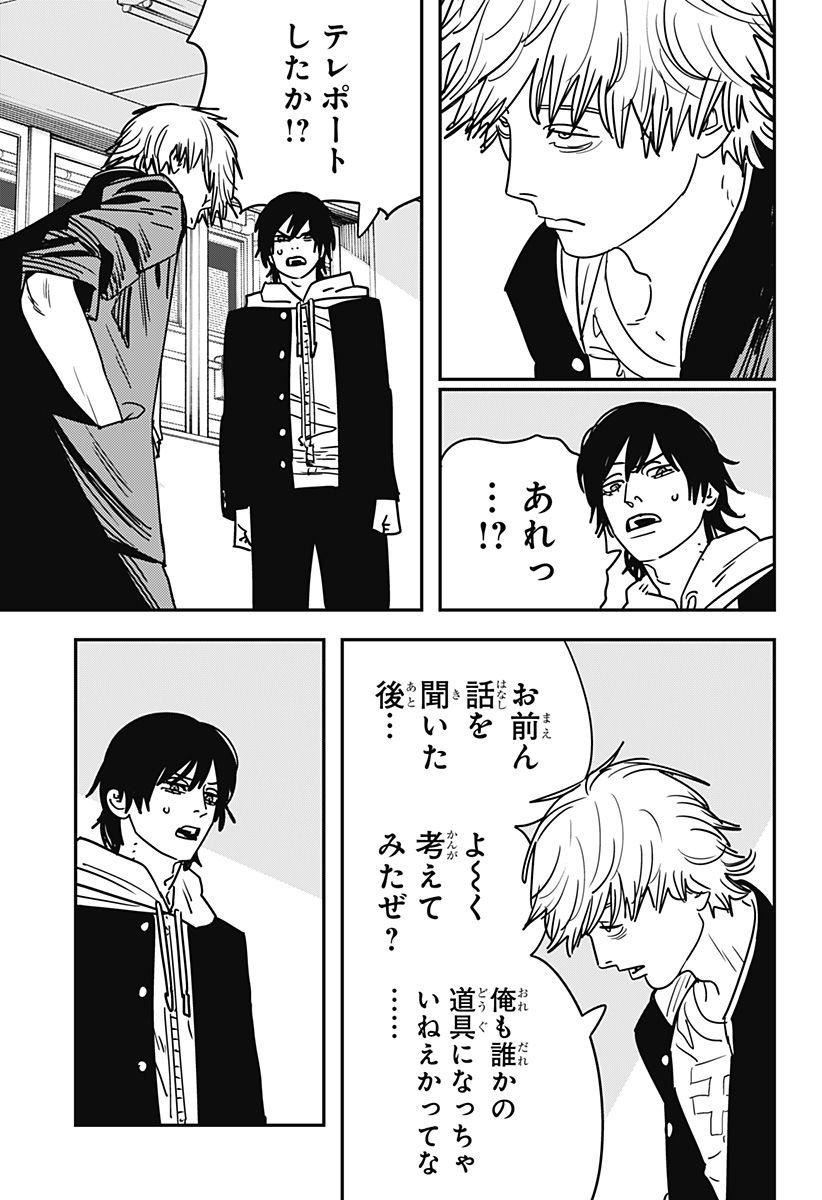 あれっ
…!?
テレポート
したか!?
お前ん
話を
聞いた
後…
よ〜く
考えて
みたぜ?
俺も誰かの
道具になっちゃ
いねえかってな
……